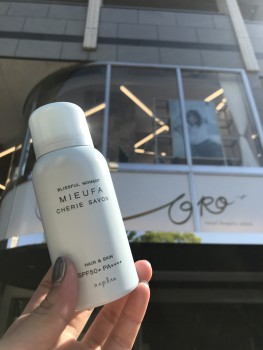 BLISSFUL MOMENT
MIEUFA
CHERIE SAVON
HAIR & SKIN
SPF50+ PA++++
napla
ORO